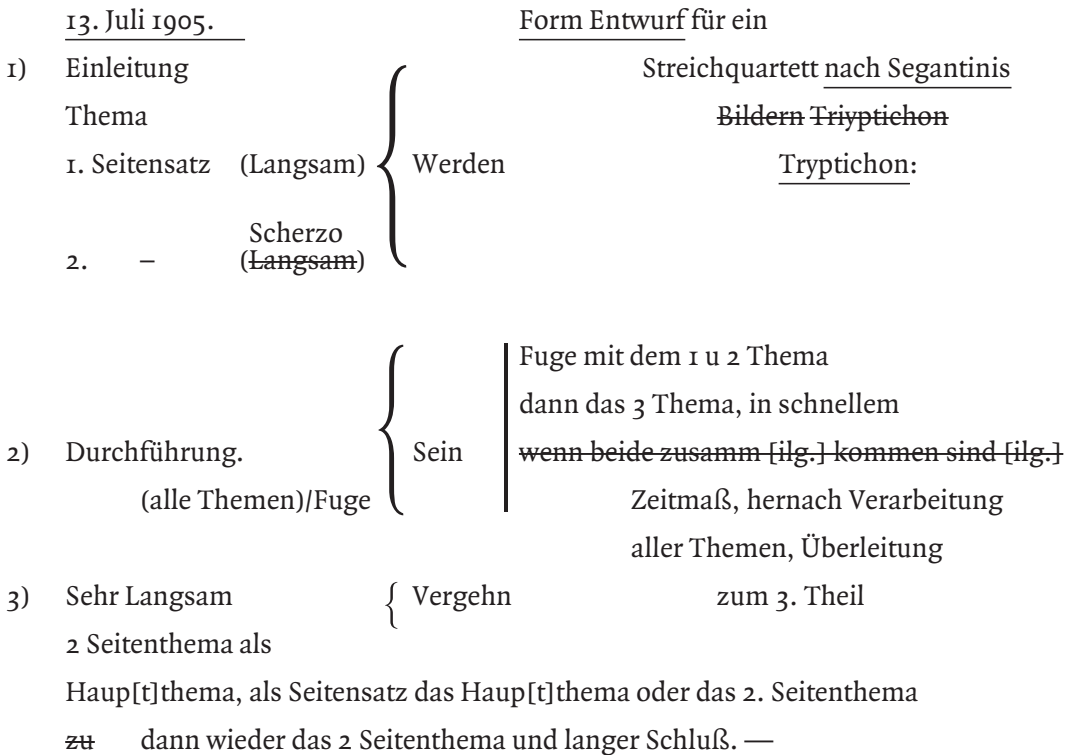 13. Juli 1905. Form Entwurf für ein
1) Einleitung Streichquartett nach Segantinis
Thema Bildern Triyptichon
1. Seitensatz (Langsam) Werden Tryptichon:
Scherzo
2. – (Langsam)
Fuge mit dem 1 u 2 Thema
dann das 3 Thema, in schnellem
2) Durchführung. Sein wenn beide zusamm [ilg.] kommen sind [ilg.]
(alle Themen)/Fuge Zeitmaß, hernach Verarbeitung
aller Themen, Überleitung
3) Sehr Langsam { Vergehn zum 3. Theil
2 Seitenthema als
Haup[t]thema, als Seitensatz das Haup[t]thema oder das 2. Seitenthema
zu dann wieder das 2 Seitenthema und langer Schluß. —